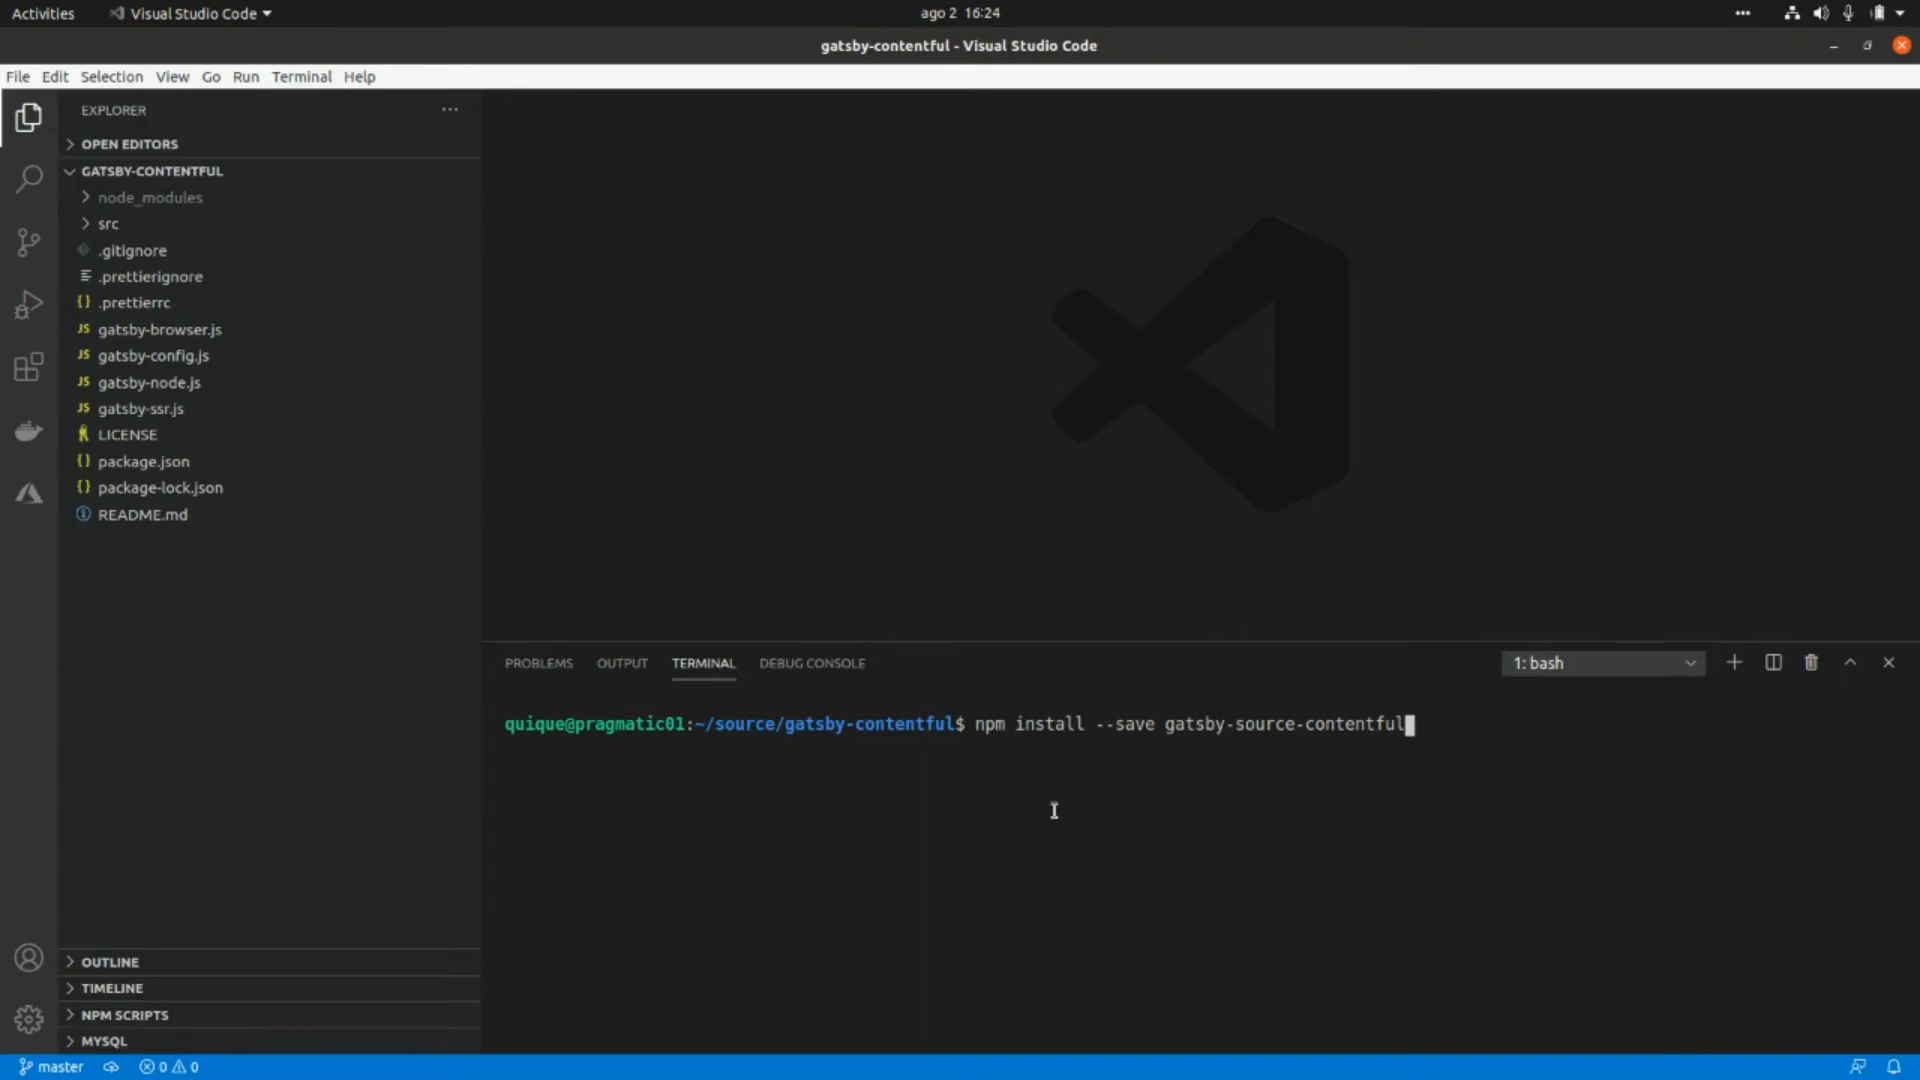 Activities Visual Studio Code ago 2 16:24
gatsby-contentful - Visual Studio Code
File Edit Selection View Go Run Terminal Help
EXPLORER
OPEN EDITORS
GATSBY-CONTENTFUL
node_modules
src
.gitignore
.prettierignore
{} .prettierrc
JS gatsby-browser.js
JS gatsby-config.js
JS gatsby-node.js
JS gatsby-ssr.js
LICENSE
{} package.json
{} package-lock.json
README.md
OUTLINE
TIMELINE
NPM SCRIPTS
MYSQL
PROBLEMS OUTPUT TERMINAL DEBUG CONSOLE 1: bash
quique@pragmatic01:~/source/gatsby-contentful$ npm install --save gatsby-source-contentful
master 0 0